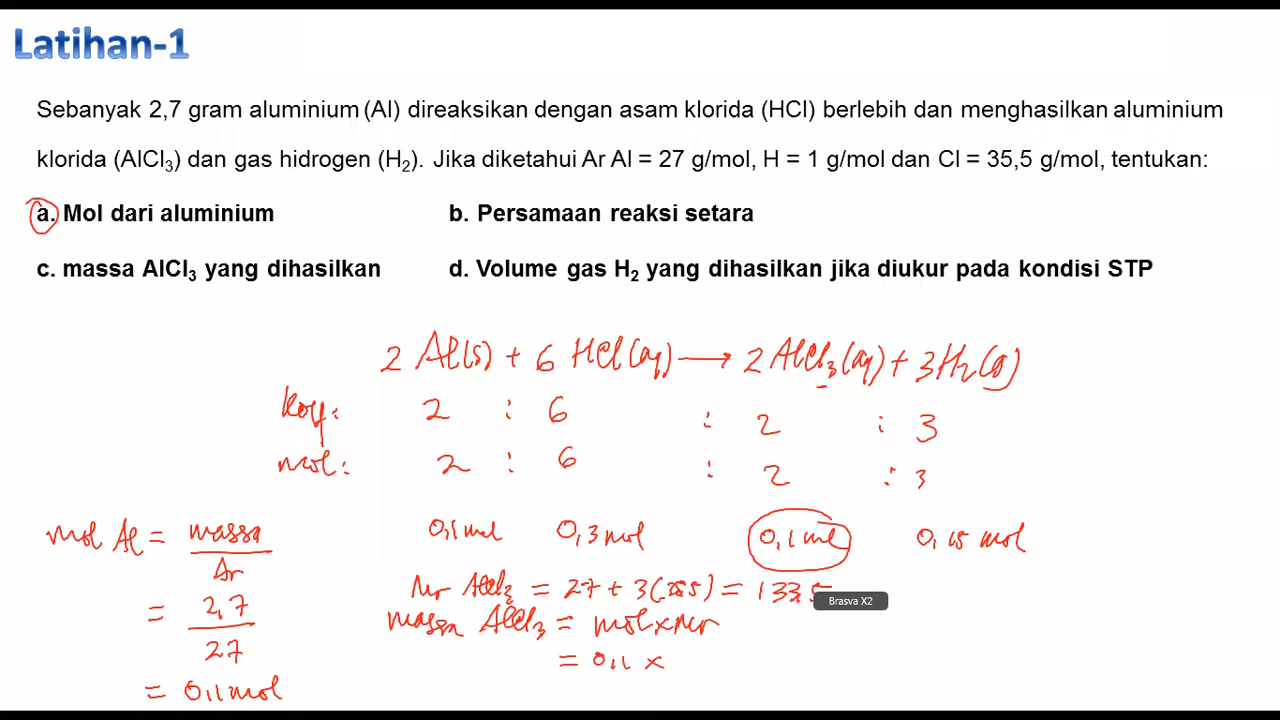 Latihan-1
Sebanyak 2,7 gram aluminium (Al) direaksikan dengan asam klorida (HCl) berlebih dan menghasilkan aluminium
klorida (AlCl₃) dan gas hidrogen (H₂). Jika diketahui Ar Al = 27 g/mol, H = 1 g/mol dan Cl = 35,5 g/mol, tentukan:
a. Mol dari aluminium b. Persamaan reaksi setara
c. massa AlCl₃ yang dihasilkan d. Volume gas H₂ yang dihasilkan jika diukur pada kondisi STP
2 Al(s) + 6 HCl(aq) → 2 AlCl₃(aq) + 3H₂(g)
koef: 2 : 6 : 2 : 3
mol: 2 : 6 : 2 : 3
0,1 mol 0,3 mol 0,1 mol 0,15 mol
mol Al = massa
Ar
= 2,7
27
= 0,1 mol
Mr AlCl₃ = 27 + 3( ) = 133,5
Brasva X2
massa AlCl₃ = mol x Mr
= 0,1 x